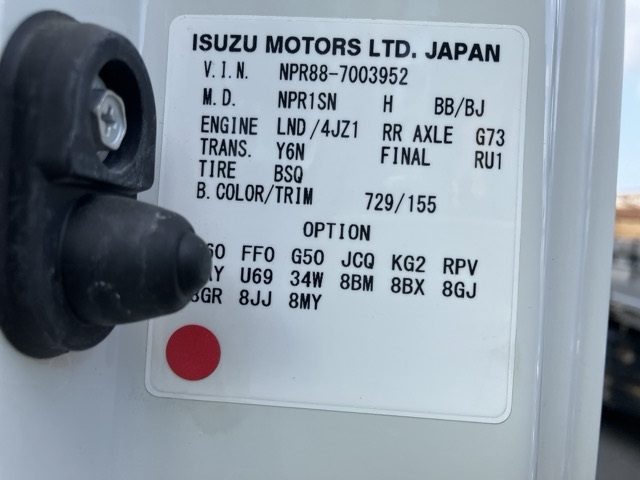 ISUZU MOTORS LTD. JAPAN
V.I.N. NPR88-7003952
M.D. NPR1SN H BB/BJ
ENGINE LND/4JZ1 RR AXLE G73
TRANS. Y6N FINAL RU1
TIRE BSQ
B.COLOR/TRIM 729/155
OPTION
FF0 G50 JCQ KG2 RPV
U69 34W 8BM 8BX 8GJ
8GR 8JJ 8MY